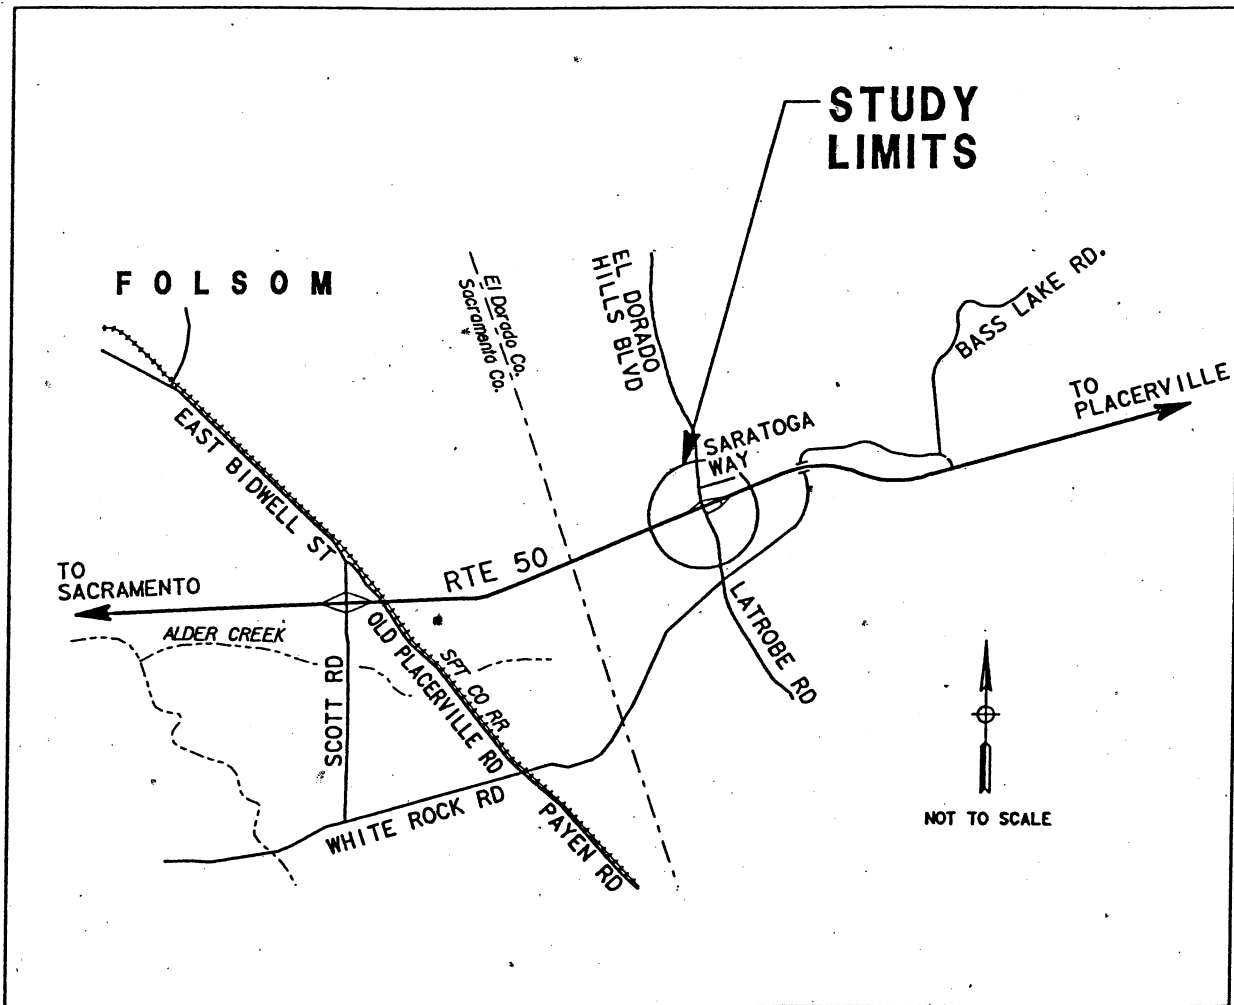 STUDY
LIMITS
FOLSOM
El Dorado Co.
Sacramento Co.
EL DORADO
HILLS BLVD
BASS LAKE RD.
TO
PLACERVILLE
SARATOGA
WAY
EAST BIDWELL ST
RTE 50
TO
SACRAMENTO
ALDER CREEK
SCOTT RD
OLD PLACERVILLE RD
SPT CO RR
LATROBE RD
WHITE ROCK RD
PAYEN RD
NOT TO SCALE